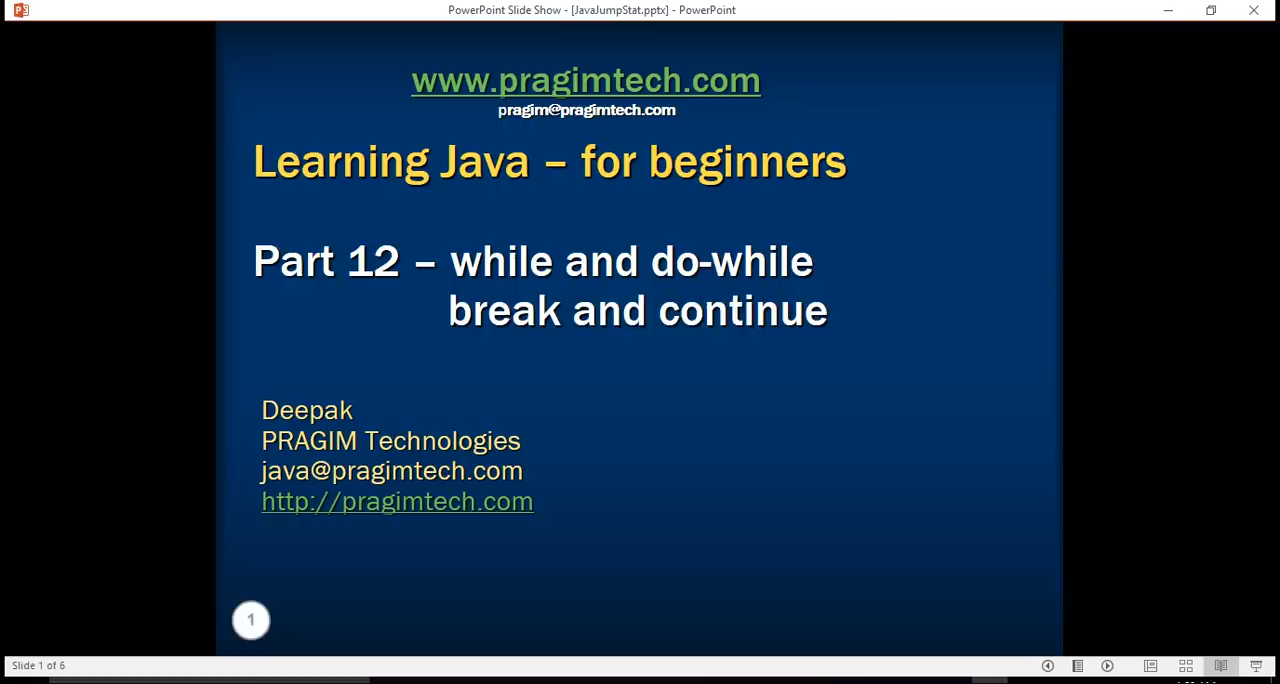 PowerPoint Slide Show - [JavaJumpStat.pptx] - PowerPoint
www.pragimtech.com
pragim@pragimtech.com
Learning Java – for beginners
Part 12 – while and do-while
break and continue
Deepak
PRAGIM Technologies
java@pragimtech.com
http://pragimtech.com
1
Slide 1 of 6